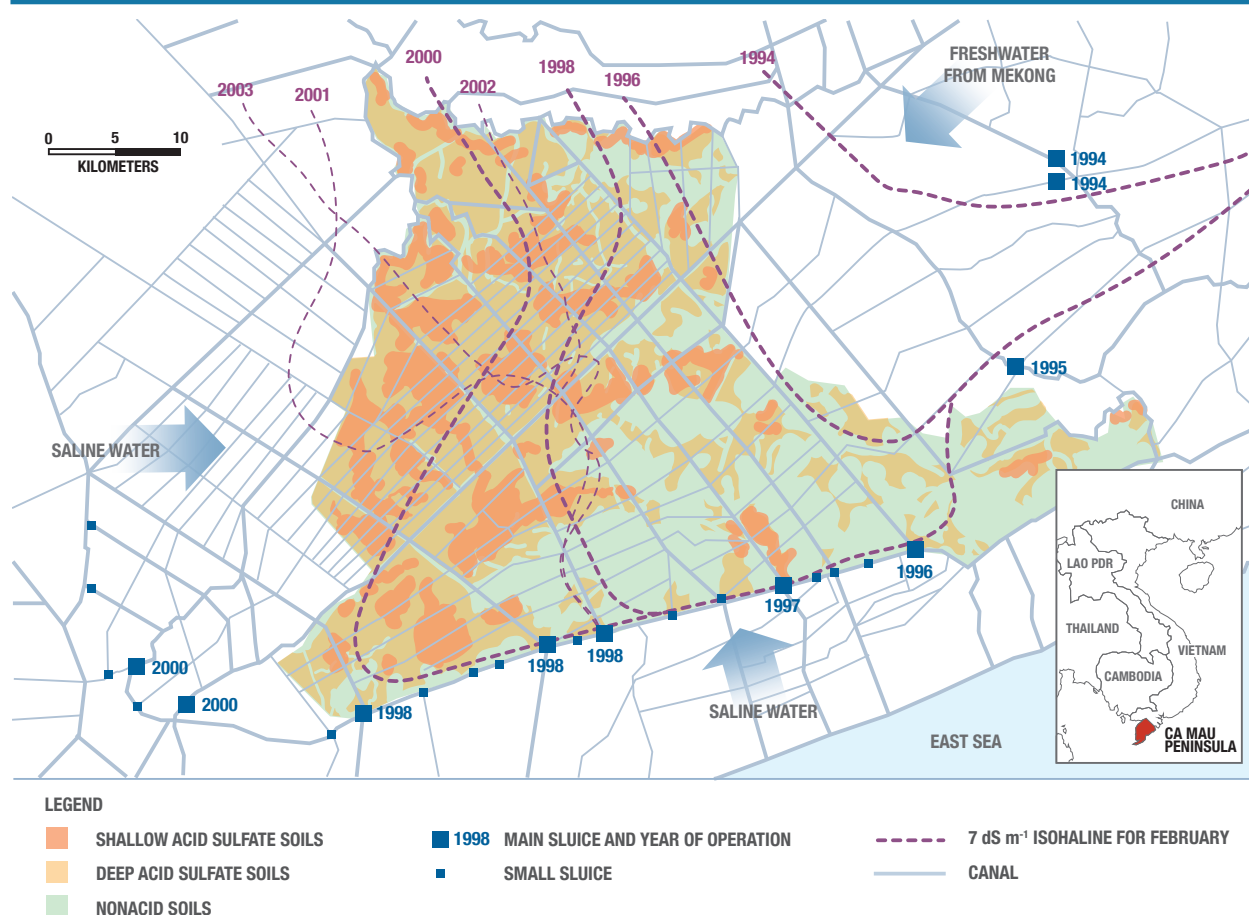 2003
2001
2000
2002
1998
1996
1994
FRESHWATER
FROM MEKONG
0 5 10
KILOMETERS
1994
1994
1995
SALINE WATER
1996
1997
1998
1998
1998
2000
2000
SALINE WATER
EAST SEA
CHINA
LAO PDR
THAILAND
VIETNAM
CAMBODIA
CA MAU
PENINSULA
LEGEND
SHALLOW ACID SULFATE SOILS
DEEP ACID SULFATE SOILS
NONACID SOILS
1998 MAIN SLUICE AND YEAR OF OPERATION
SMALL SLUICE
7 dS m⁻¹ ISOHALINE FOR FEBRUARY
CANAL